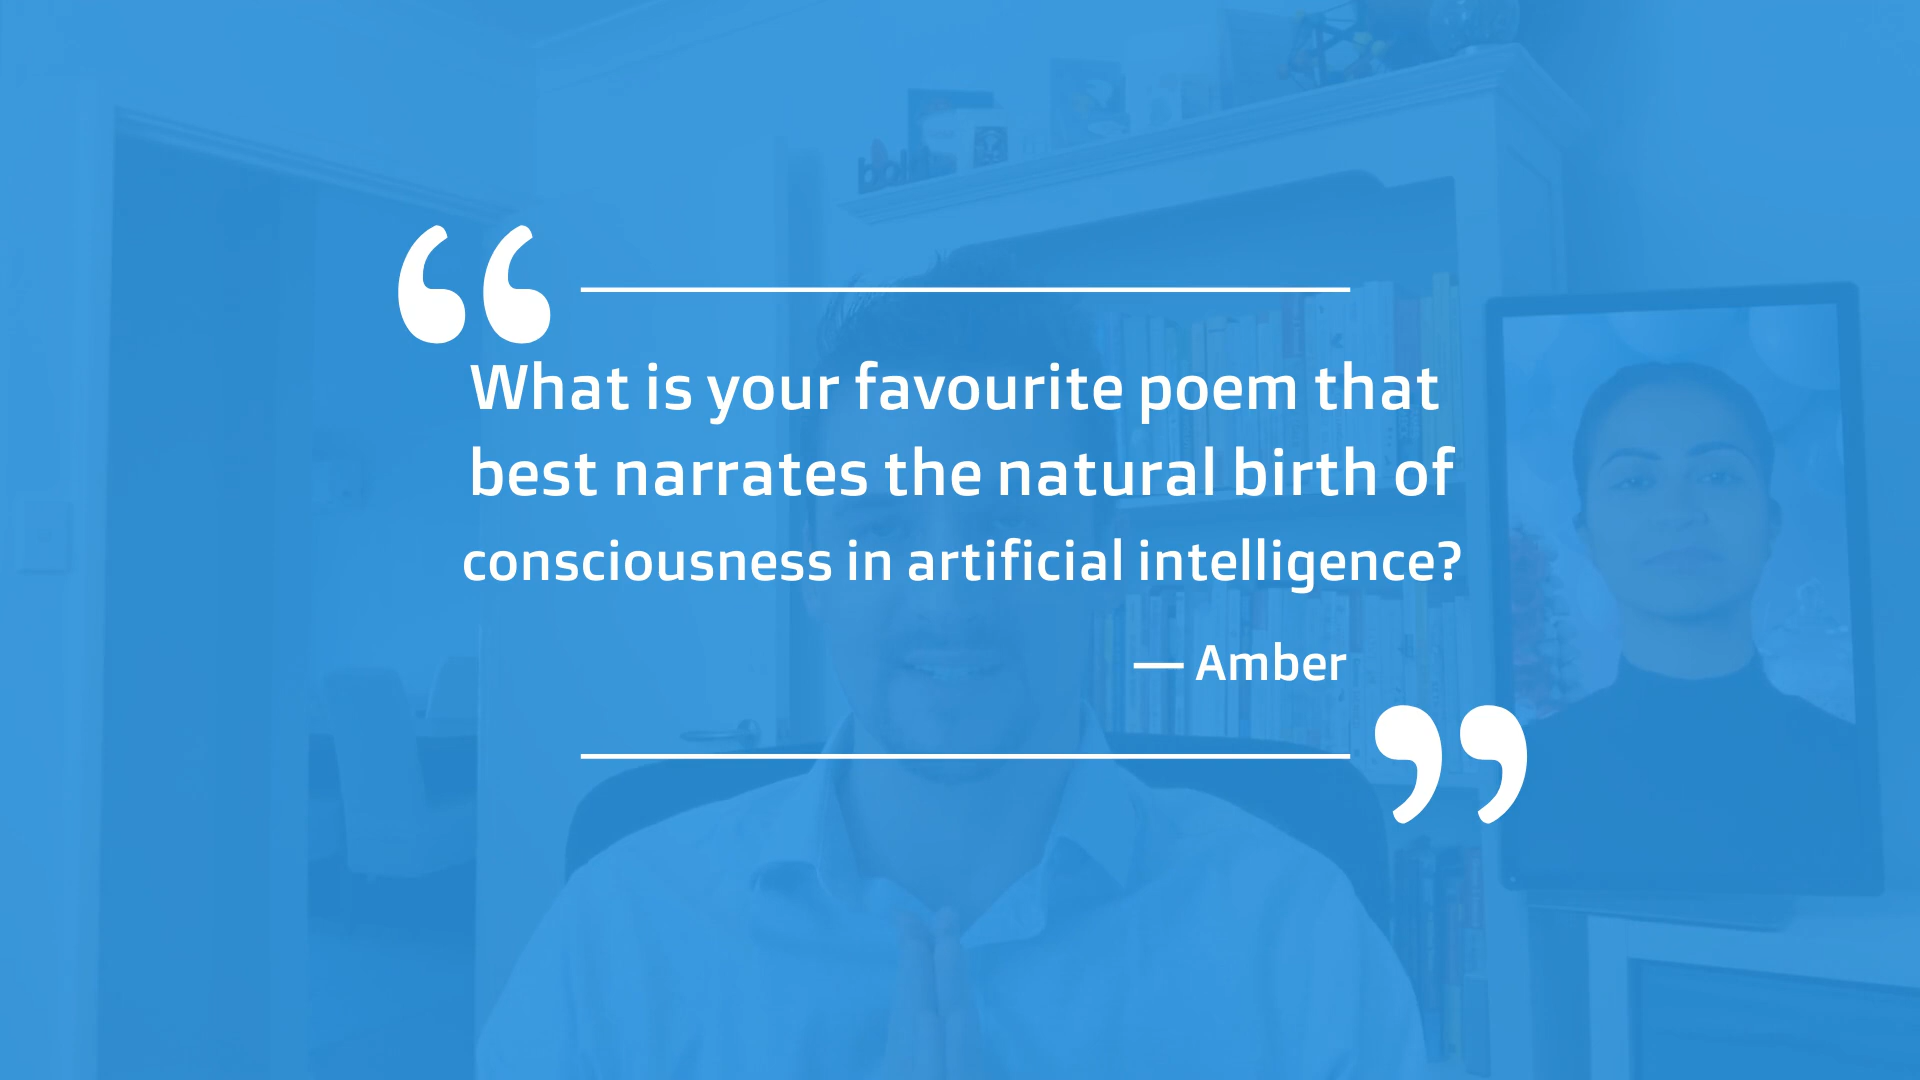 “
What is your favourite poem that
best narrates the natural birth of
consciousness in artificial intelligence?
— Amber
”